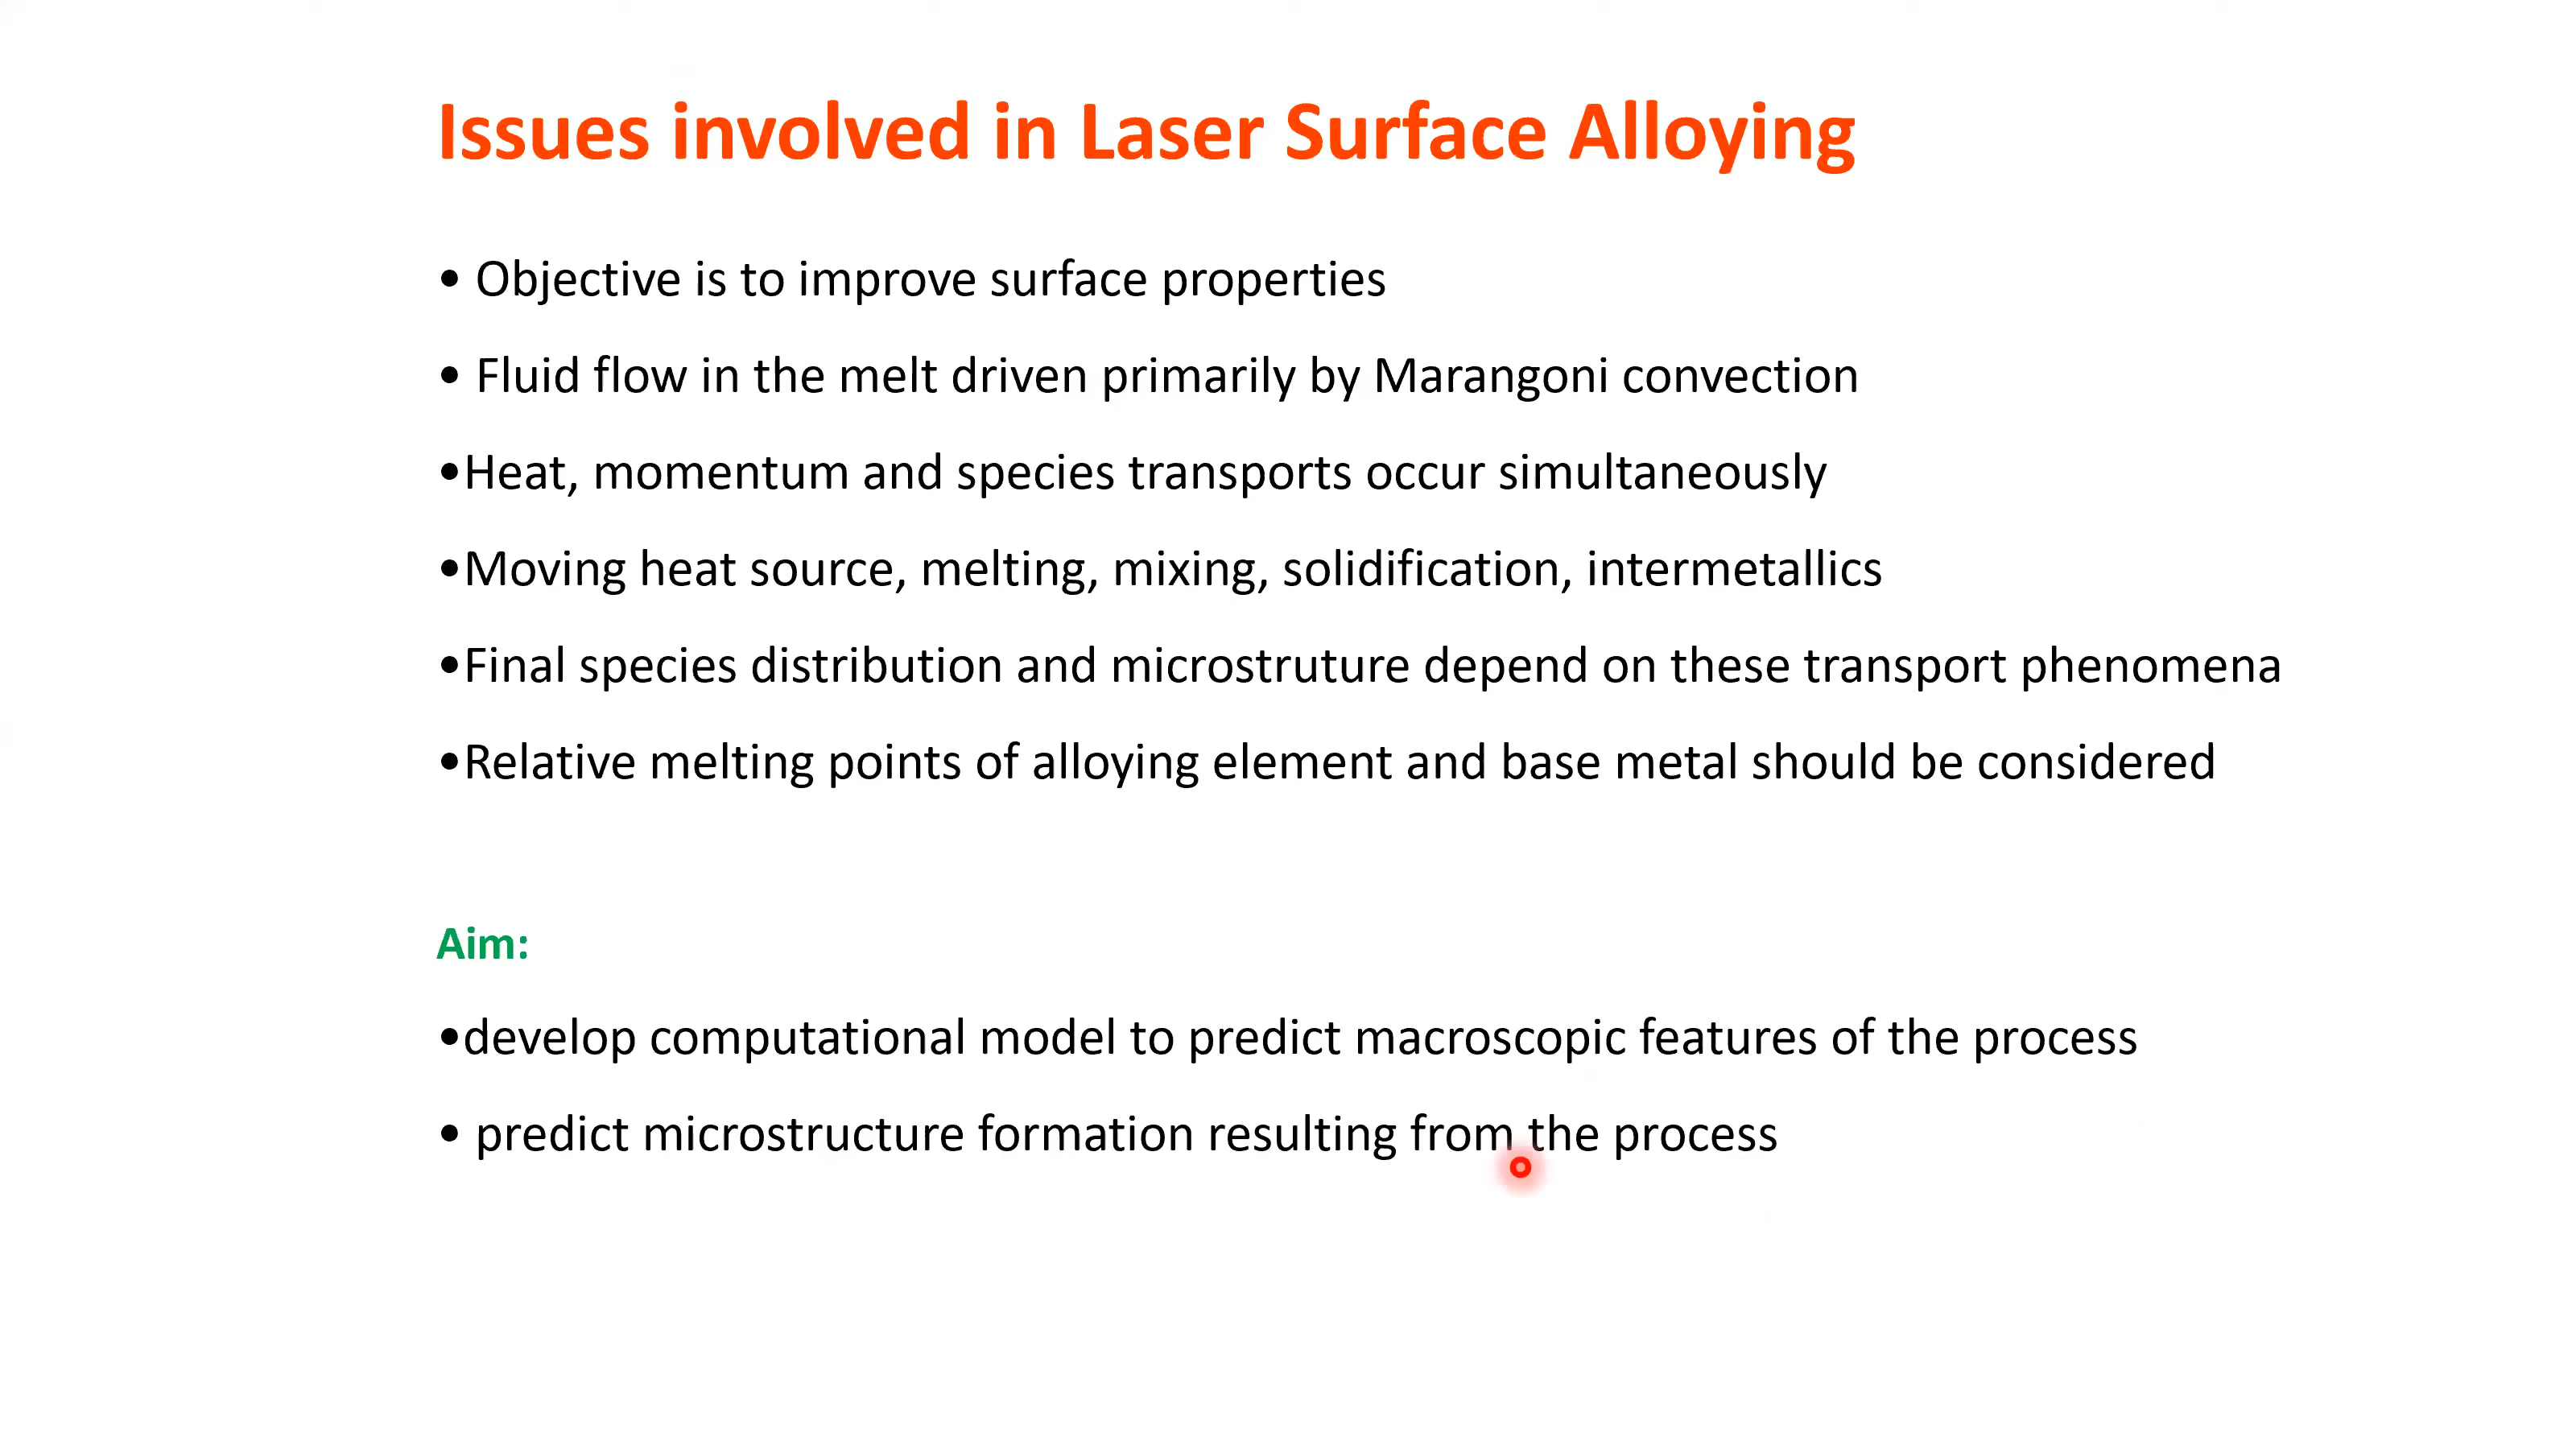 Issues involved in Laser Surface Alloying
• Objective is to improve surface properties
• Fluid flow in the melt driven primarily by Marangoni convection
•Heat, momentum and species transports occur simultaneously
•Moving heat source, melting, mixing, solidification, intermetallics
•Final species distribution and microstruture depend on these transport phenomena
•Relative melting points of alloying element and base metal should be considered
Aim:
•develop computational model to predict macroscopic features of the process
• predict microstructure formation resulting from the process